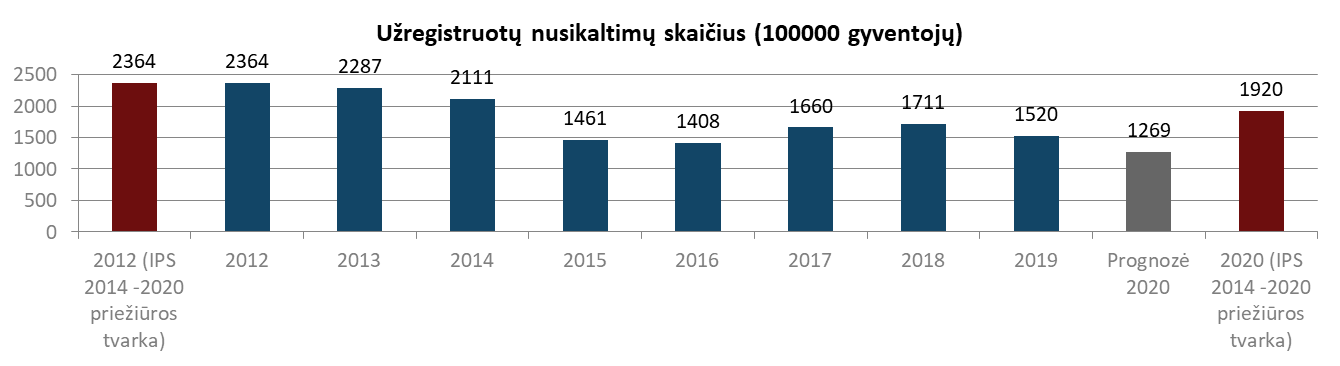 Užregistruotų nusikaltimų skaičius (100000 gyventojų)
2364 2364 2287 2111 1461 1408 1660 1711 1520 1269 1920
2500
2000
1500
1000
500
0
2012 (IPS 2012 2013 2014 2015 2016 2017 2018 2019 Prognozė 2020 (IPS
2014 -2020 2020 2014 -2020
priežiūros priežiūros
tvarka) tvarka)